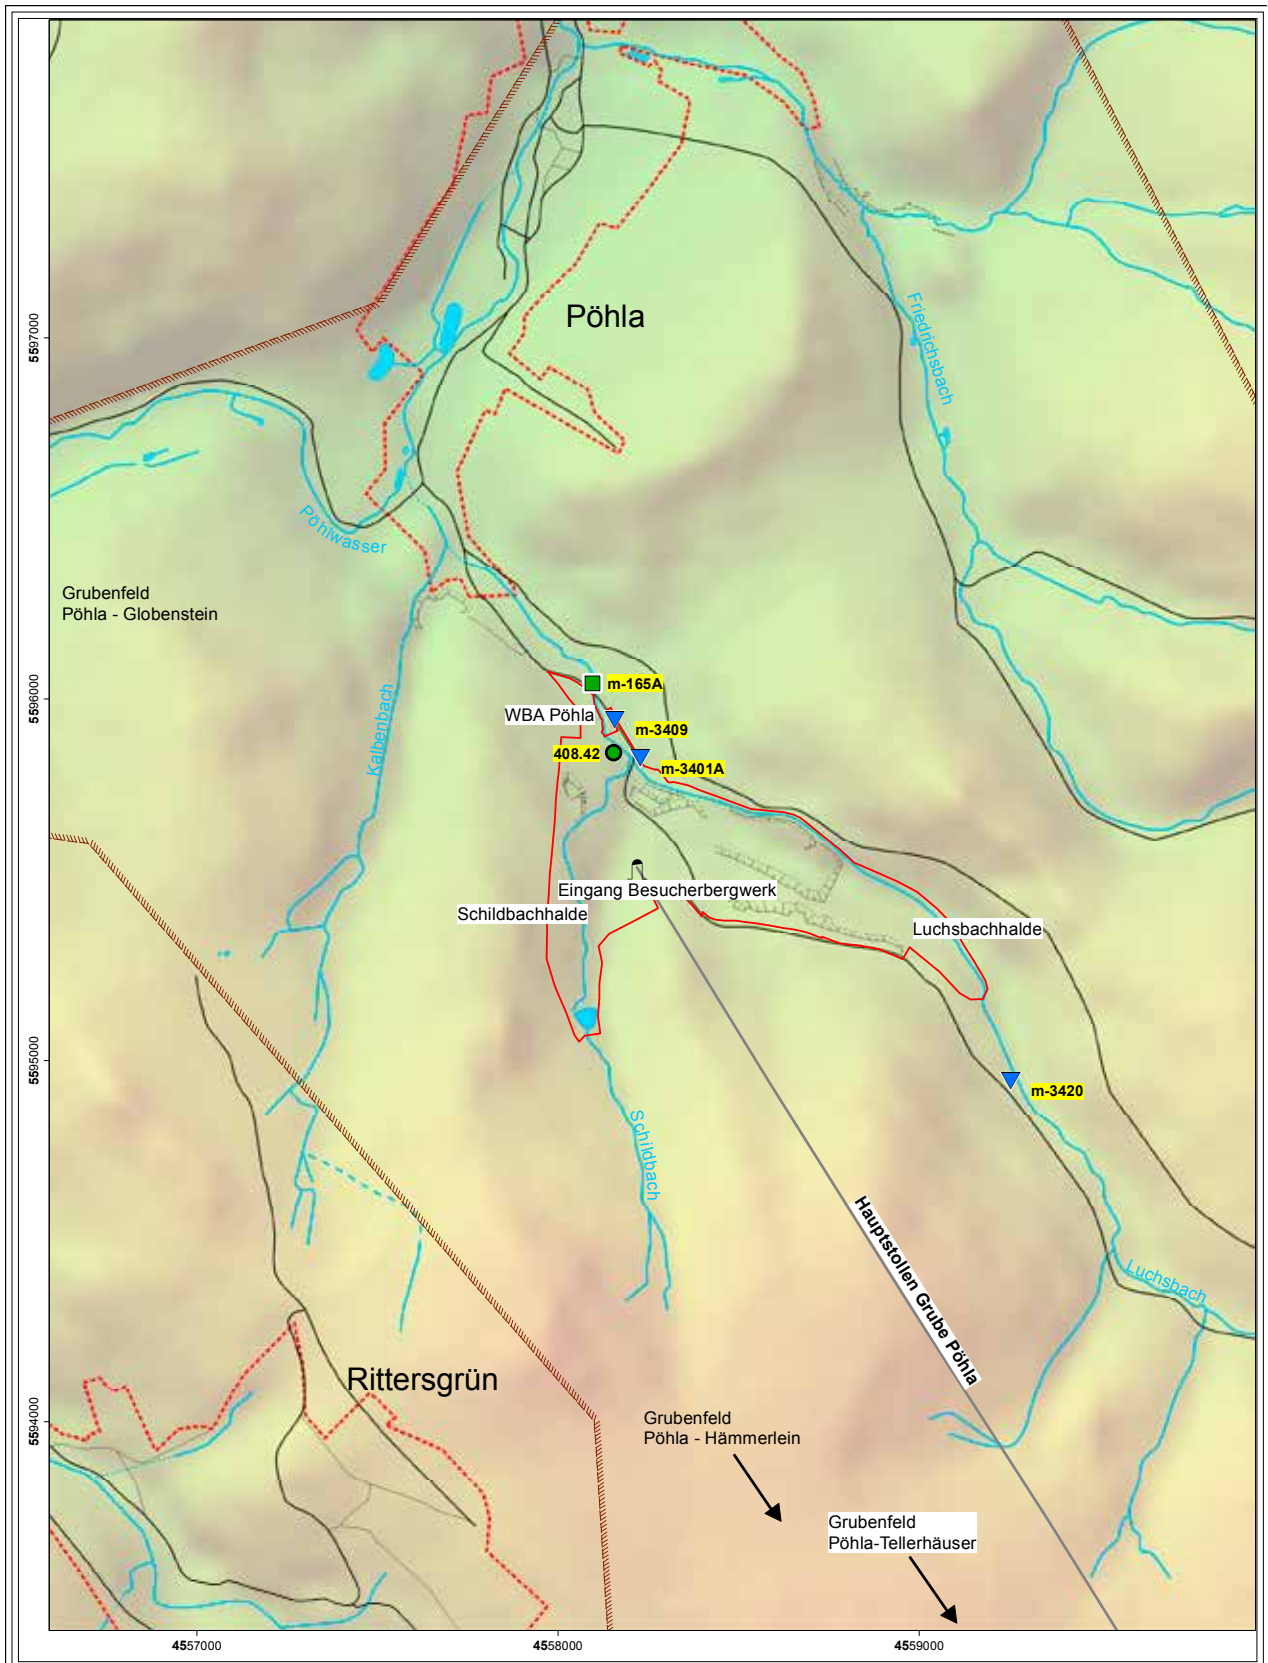 Pöhla
Friedrichsbach
Pöhlwasser
Grubenfeld
Pöhla - Globenstein
Kalbenbach
m-165A
WBA Pöhla
m-3409
408.42
m-3401A
Eingang Besucherbergwerk
Schildbachhalde
Luchsbachhalde
m-3420
Schildbach
Hauptstollen Grube Pöhla
Luchsbach
Rittersgrün
Grubenfeld
Pöhla - Hämmerlein
Grubenfeld
Pöhla-Tellerhäuser
5597000
5596000
5595000
5594000
4557000
4558000
4559000